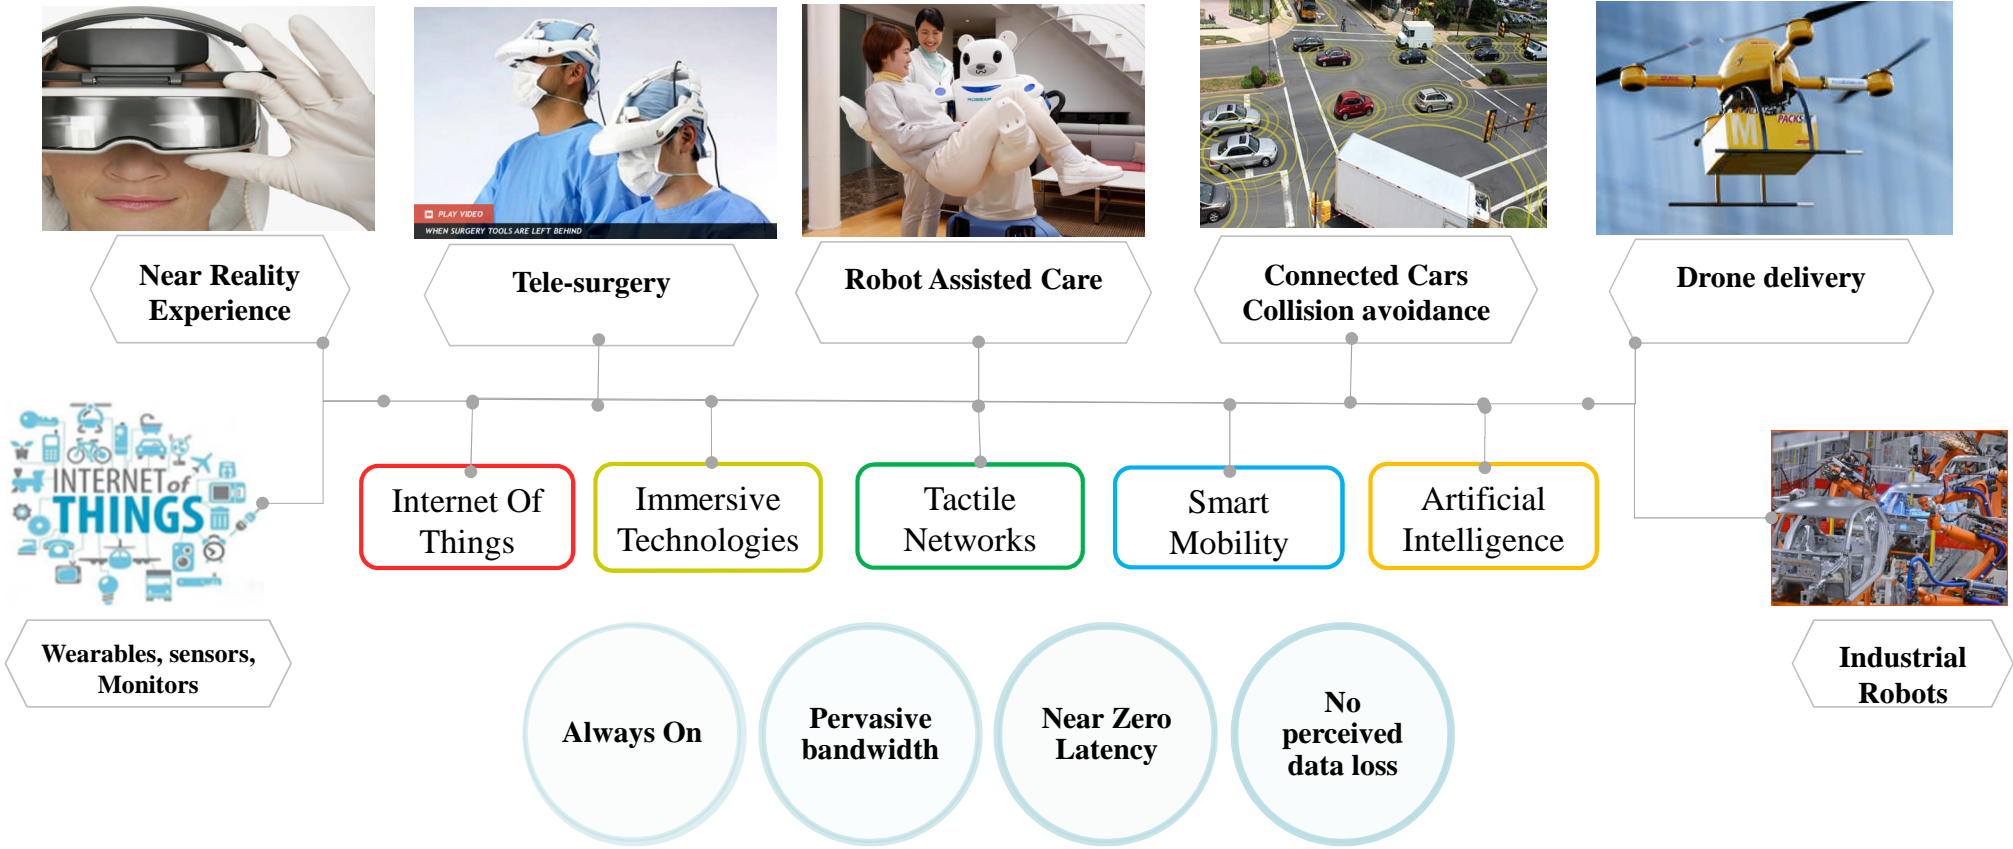 PLAY VIDEO
WHEN SURGERY TOOLS ARE LEFT BEHIND
ROBEAR
M
PACKS
Near Reality
Experience
Tele-surgery
Robot Assisted Care
Connected Cars
Collision avoidance
Drone delivery
INTERNET of
THINGS
Internet Of
Things
Immersive
Technologies
Tactile
Networks
Smart
Mobility
Artificial
Intelligence
Wearables, sensors,
Monitors
Industrial
Robots
Always On
Pervasive
bandwidth
Near Zero
Latency
No
perceived
data loss